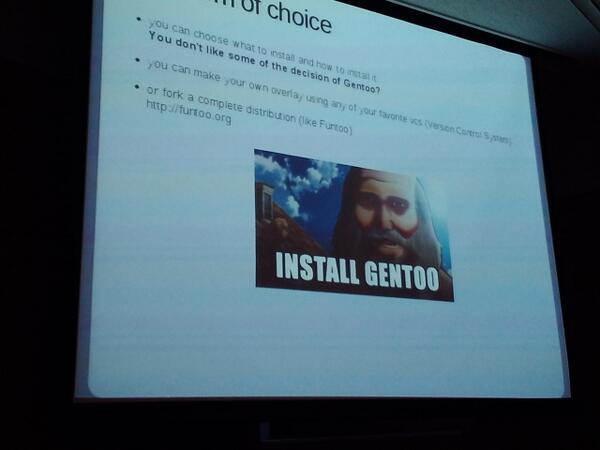 of choice
you can choose what to install and how to install it.
You don't like some of the decision of Gentoo?
you can make your own overlay using any of your favorite vcs (Version Control System)
or fork a complete distribution (like Funtoo)
http://funtoo.org
INSTALL GENTOO